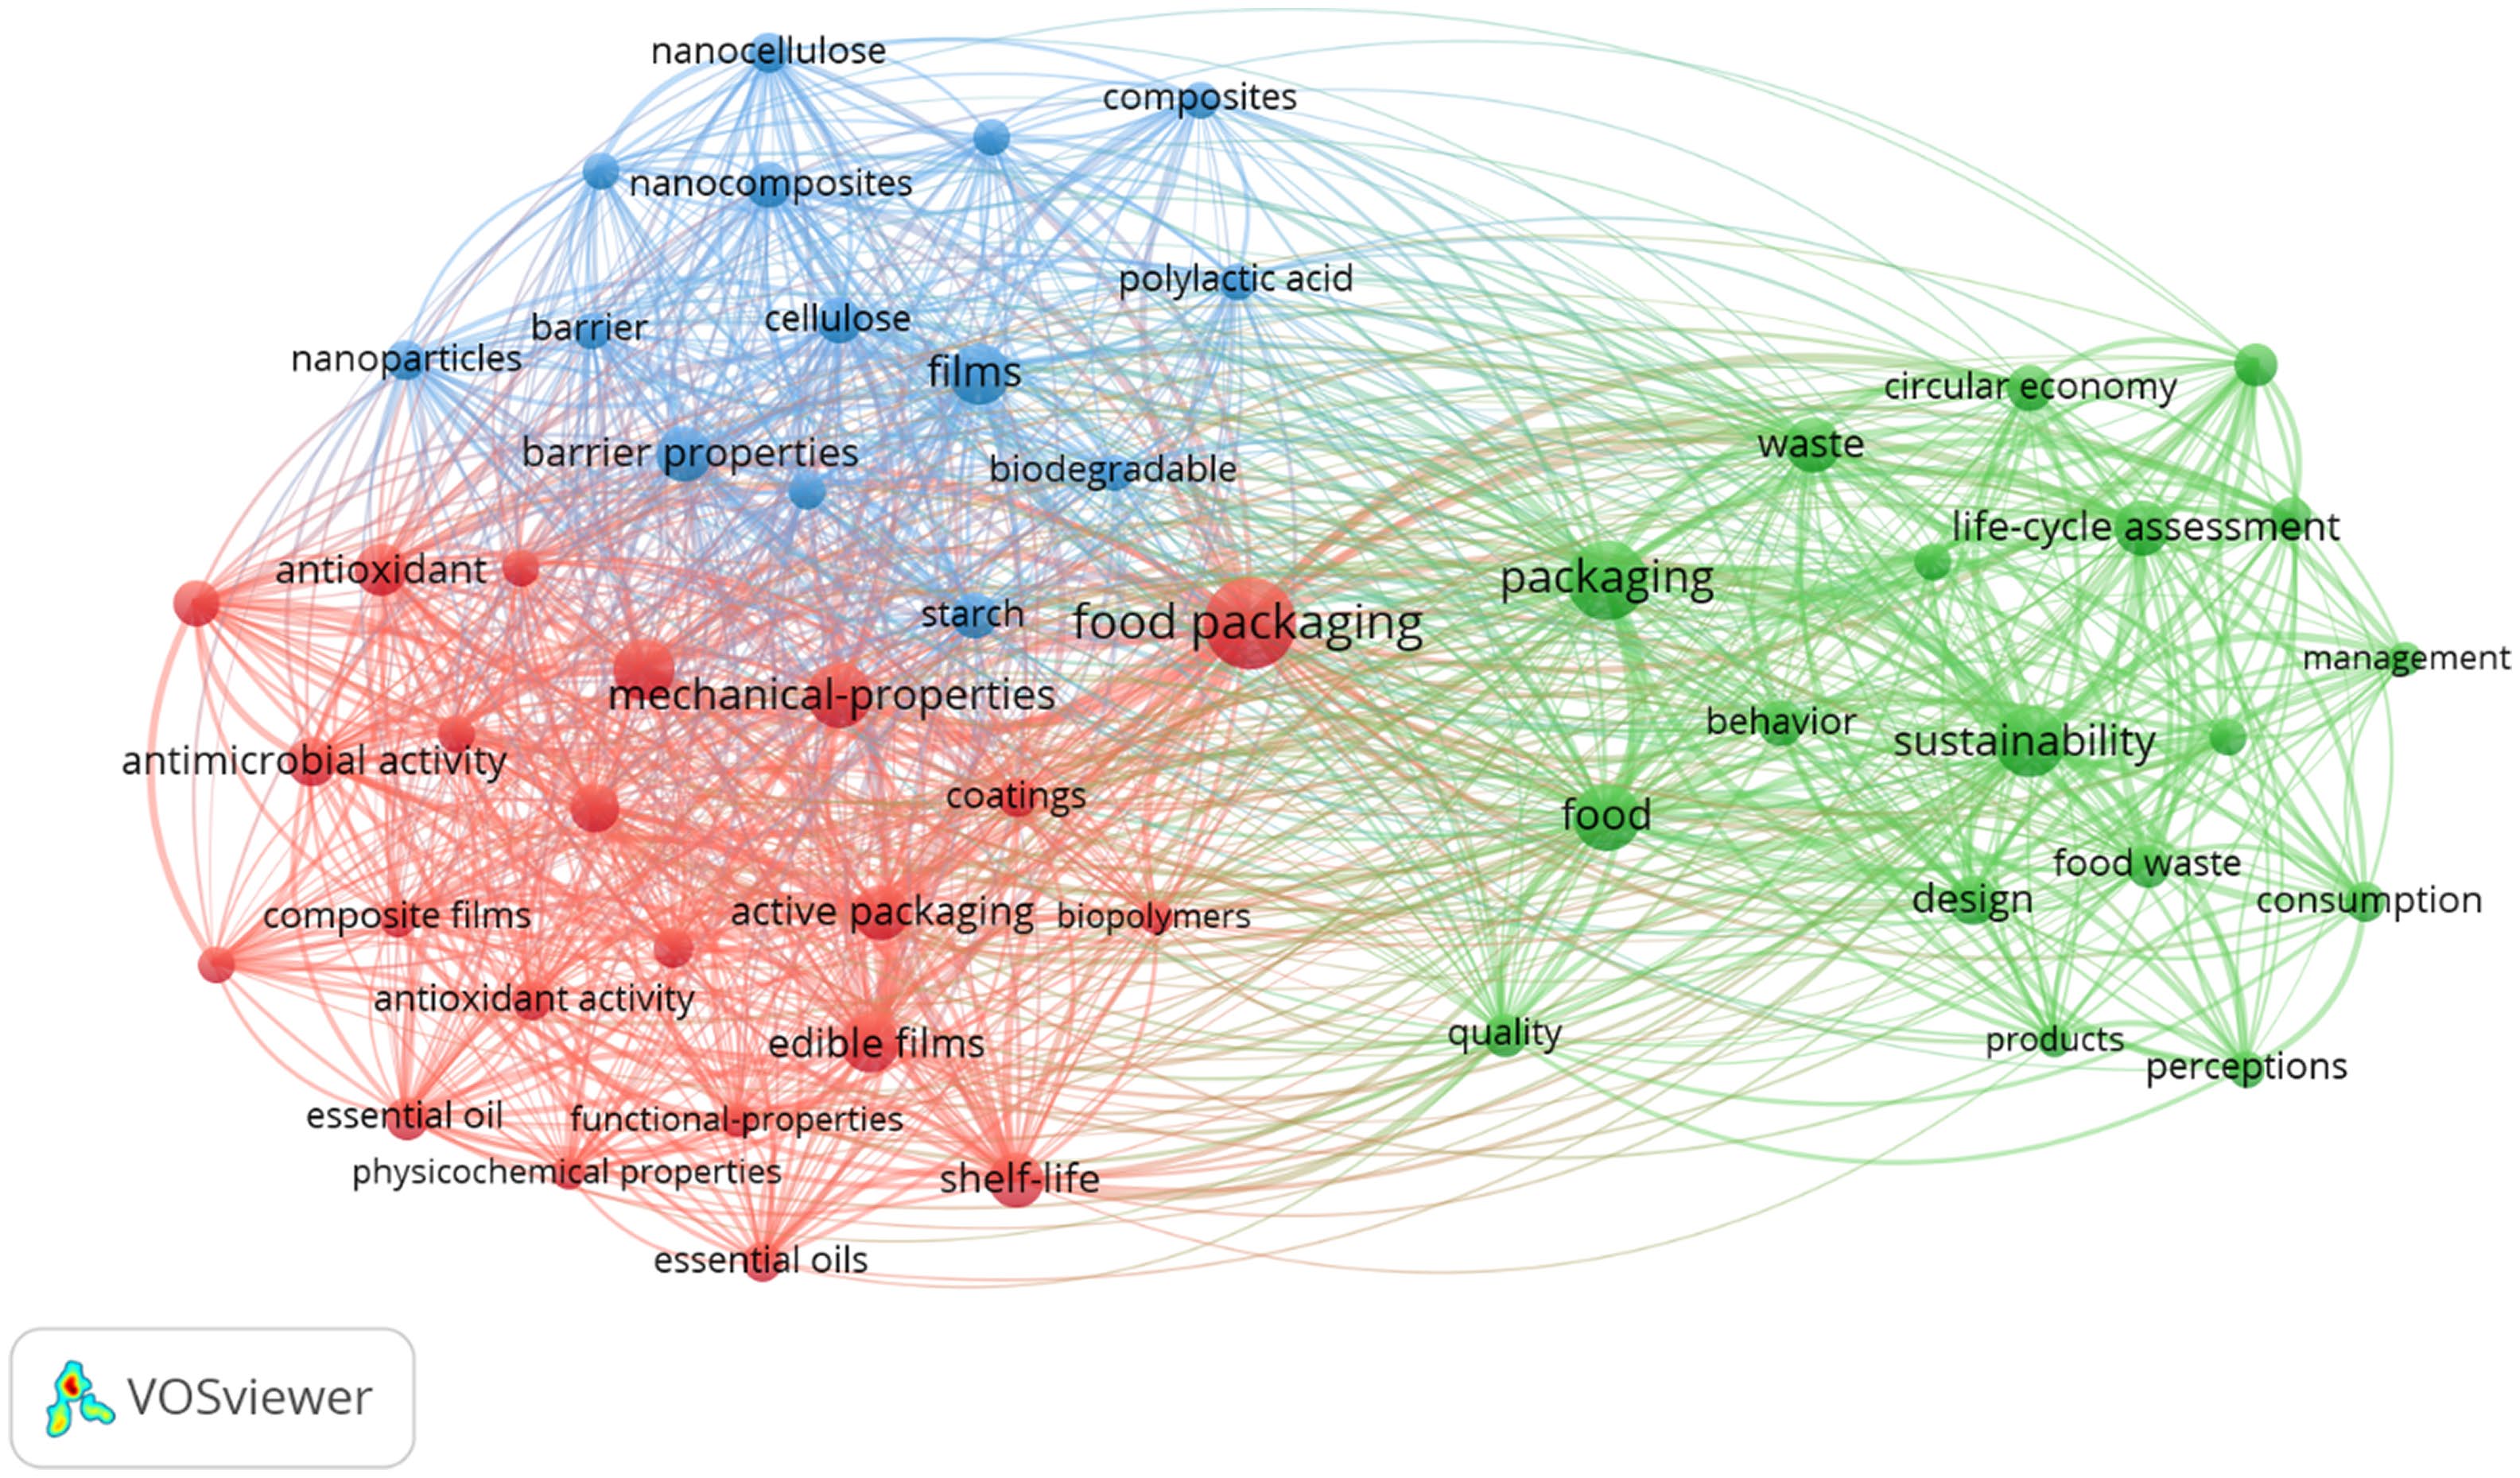 nanocellulose
composites
nanocomposites
polylactic acid
cellulose
barrier
nanoparticles
films
circular economy
waste
barrier properties
biodegradable
life-cycle assessment
antioxidant
packaging
starch
food packaging
management
mechanical-properties
behavior
sustainability
antimicrobial activity
coatings
food
food waste
design
consumption
composite films
active packaging
biopolymers
antioxidant activity
quality
edible films
products
perceptions
essential oil
functional-properties
physicochemical properties
shelf-life
essential oils
VOSviewer